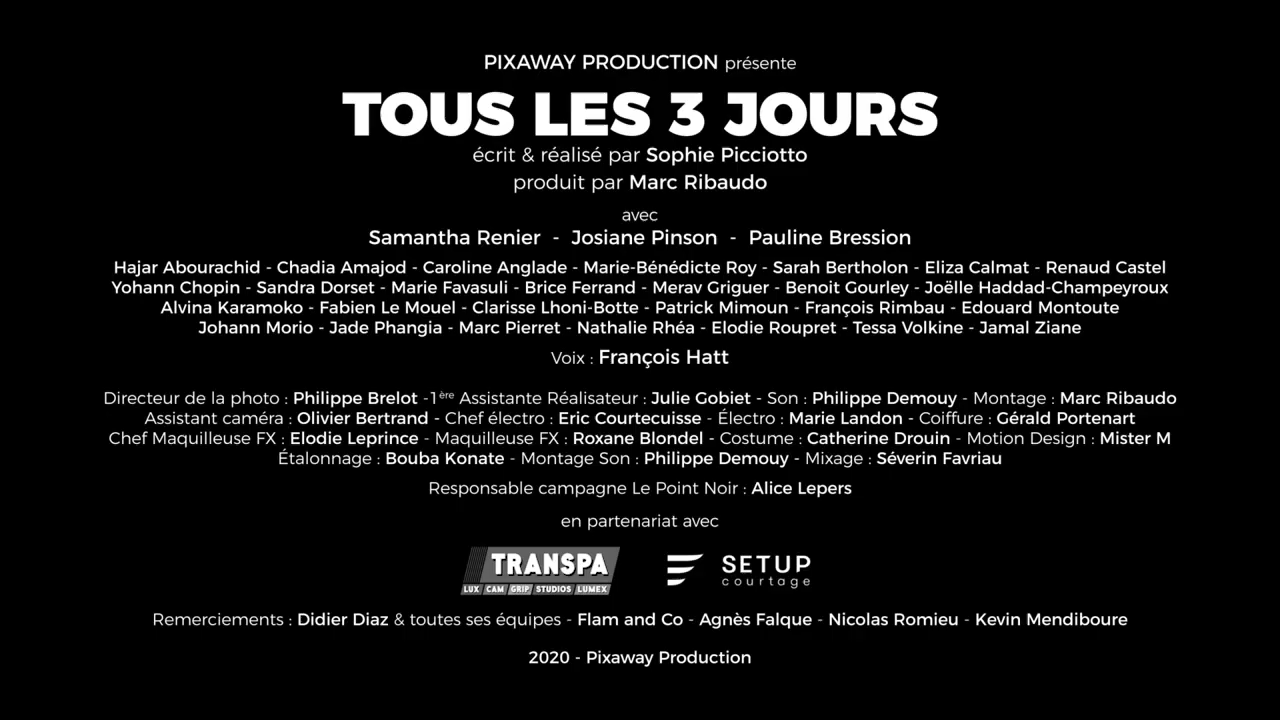 PIXAWAY PRODUCTION présente
TOUS LES 3 JOURS
écrit & réalisé par Sophie Picciotto
produit par Marc Ribaudo
avec
Samantha Renier - Josiane Pinson - Pauline Bression
Hajar Abourachid - Chadia Amajod - Caroline Anglade - Marie-Bénédicte Roy - Sarah Bertholon - Eliza Calmat - Renaud Castel
Yohann Chopin - Sandra Dorset - Marie Favasuli - Brice Ferrand - Merav Griguer - Benoit Gourley - Joëlle Haddad-Champeyroux
Alvina Karamoko - Fabien Le Mouel - Clarisse Lhoni-Botte - Patrick Mimoun - François Rimbau - Edouard Montoute
Johann Morio - Jade Phangia - Marc Pierret - Nathalie Rhéa - Elodie Roupret - Tessa Volkine - Jamal Ziane
Voix : François Hatt
Directeur de la photo : Philippe Brelot -1ère Assistante Réalisateur : Julie Gobiet - Son : Philippe Demouy - Montage : Marc Ribaudo
Assistant caméra : Olivier Bertrand - Chef électro : Eric Courtecuisse - Électro : Marie Landon - Coiffure : Gérald Portenart
Chef Maquilleuse FX : Elodie Leprince - Maquilleuse FX : Roxane Blondel - Costume : Catherine Drouin - Motion Design : Mister M
Étalonnage : Bouba Konate - Montage Son : Philippe Demouy - Mixage : Séverin Favriau
Responsable campagne Le Point Noir : Alice Lepers
en partenariat avec
TRANSPA SETUP
LUX CAM GRIP STUDIOS LUMEX courtage
Remerciements : Didier Diaz & toutes ses équipes - Flam and Co - Agnès Falque - Nicolas Romieu - Kevin Mendiboure
2020 - Pixaway Production